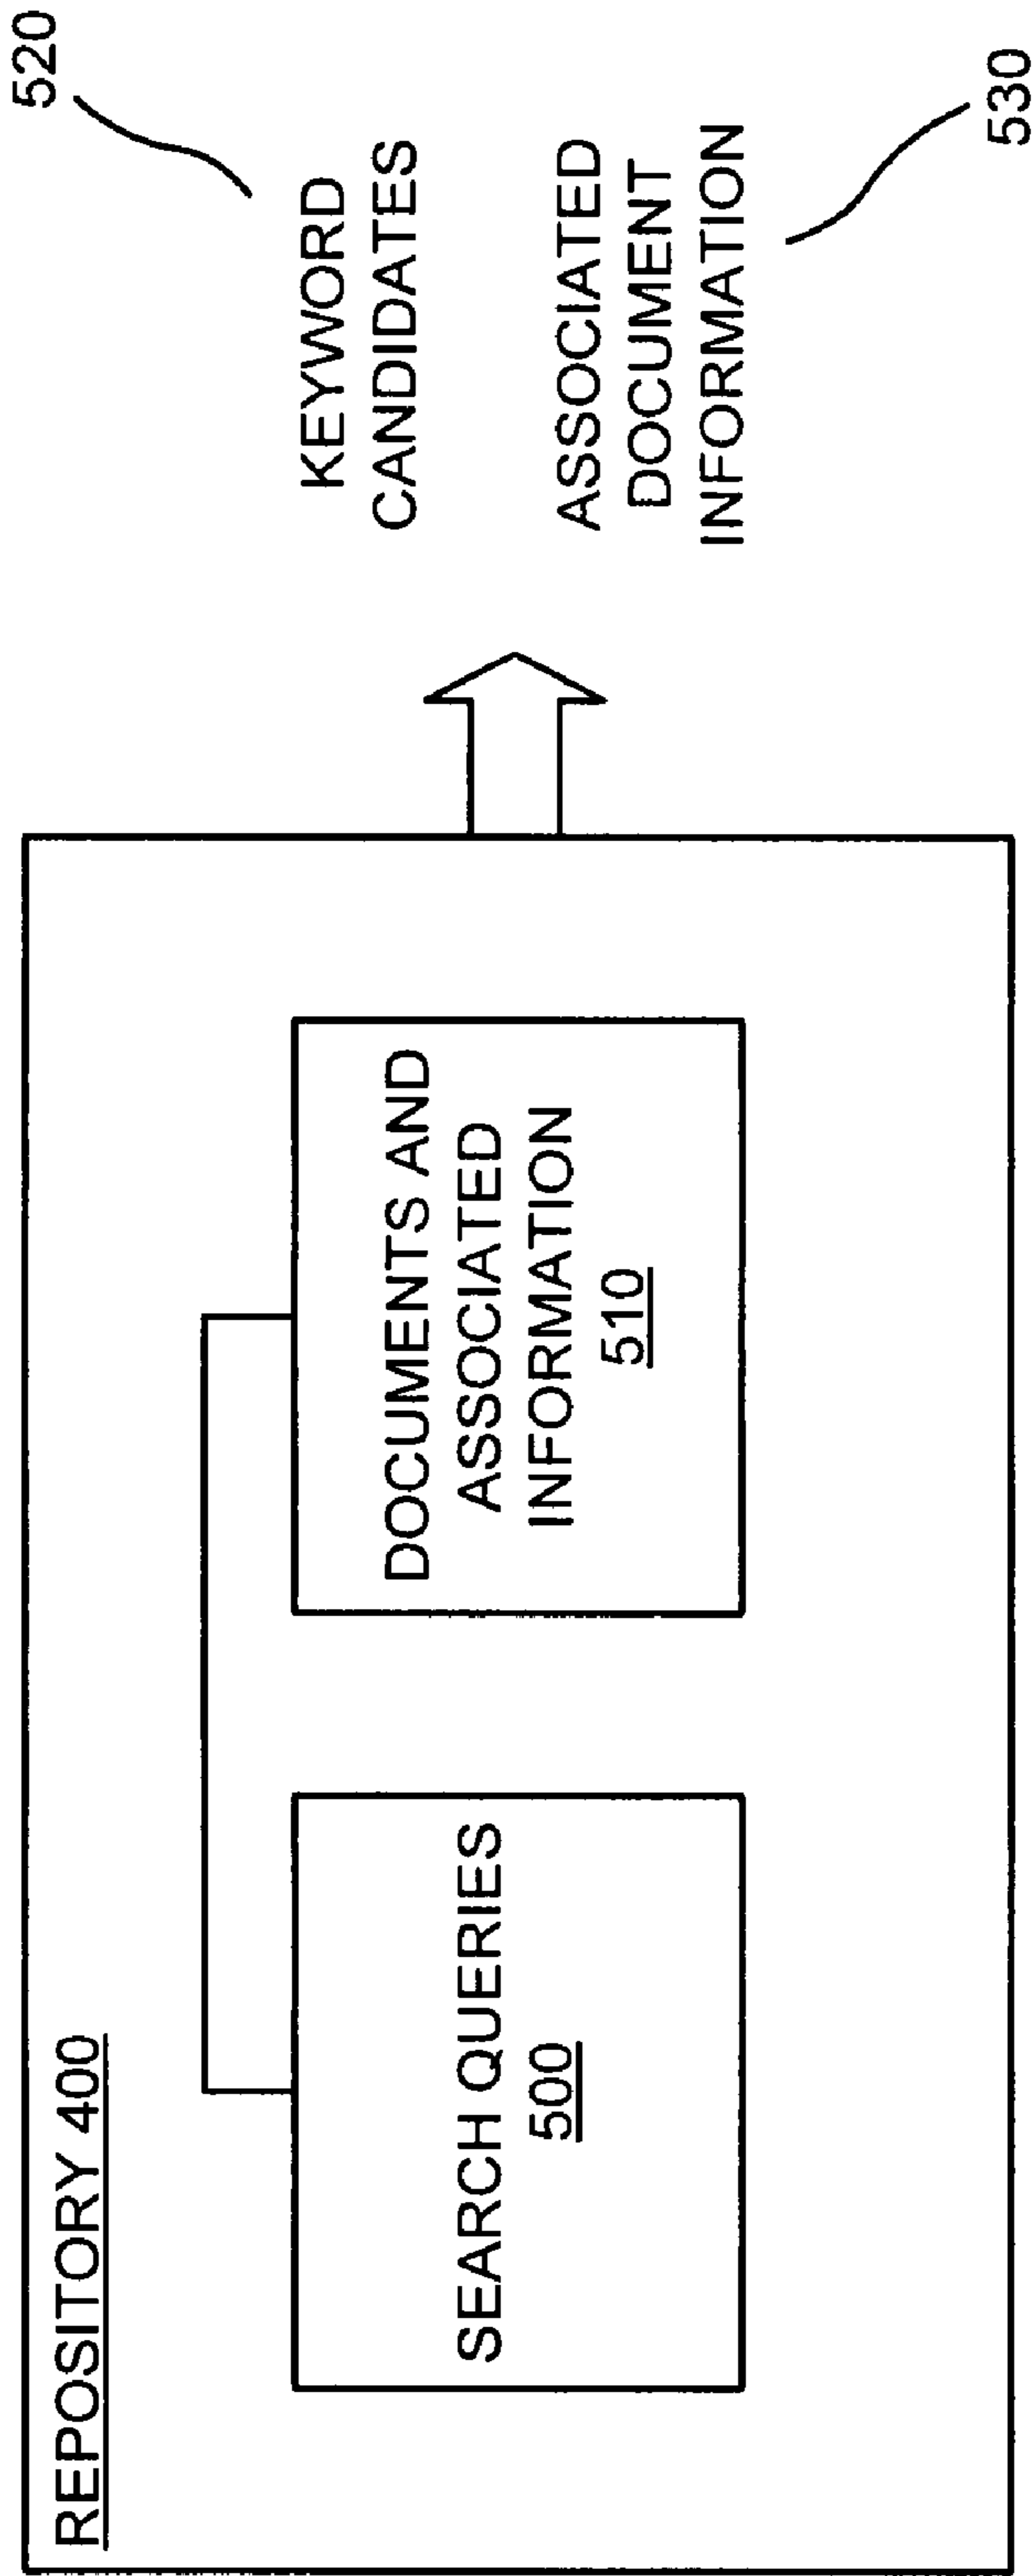 REPOSITORY 400
SEARCH QUERIES
500
DOCUMENTS AND
ASSOCIATED
INFORMATION
510
520
KEYWORD
CANDIDATES
ASSOCIATED
DOCUMENT
INFORMATION
530